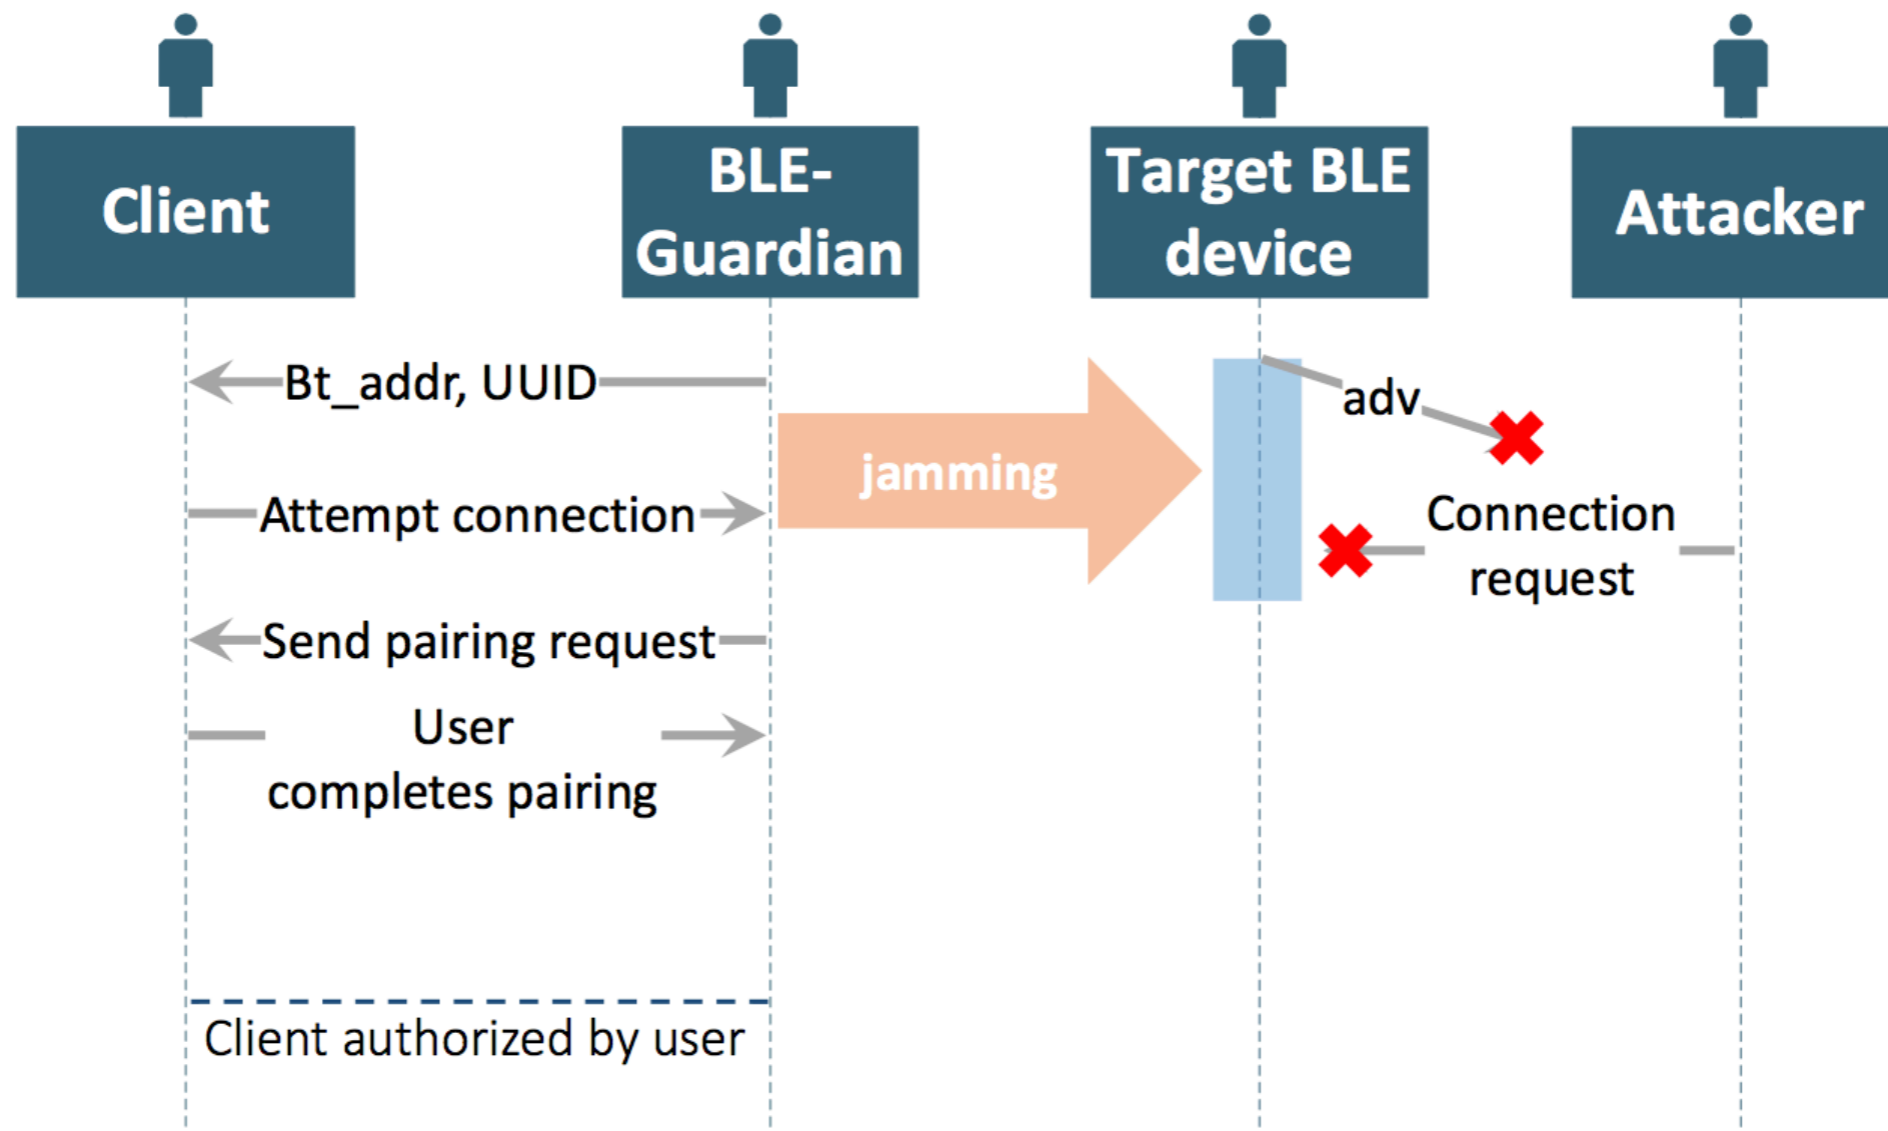 Client
BLE-
Guardian
Target BLE
device
Attacker
Bt_addr, UUID
adv
jamming
Attempt connection
Connection
request
Send pairing request
User
completes pairing
Client authorized by user